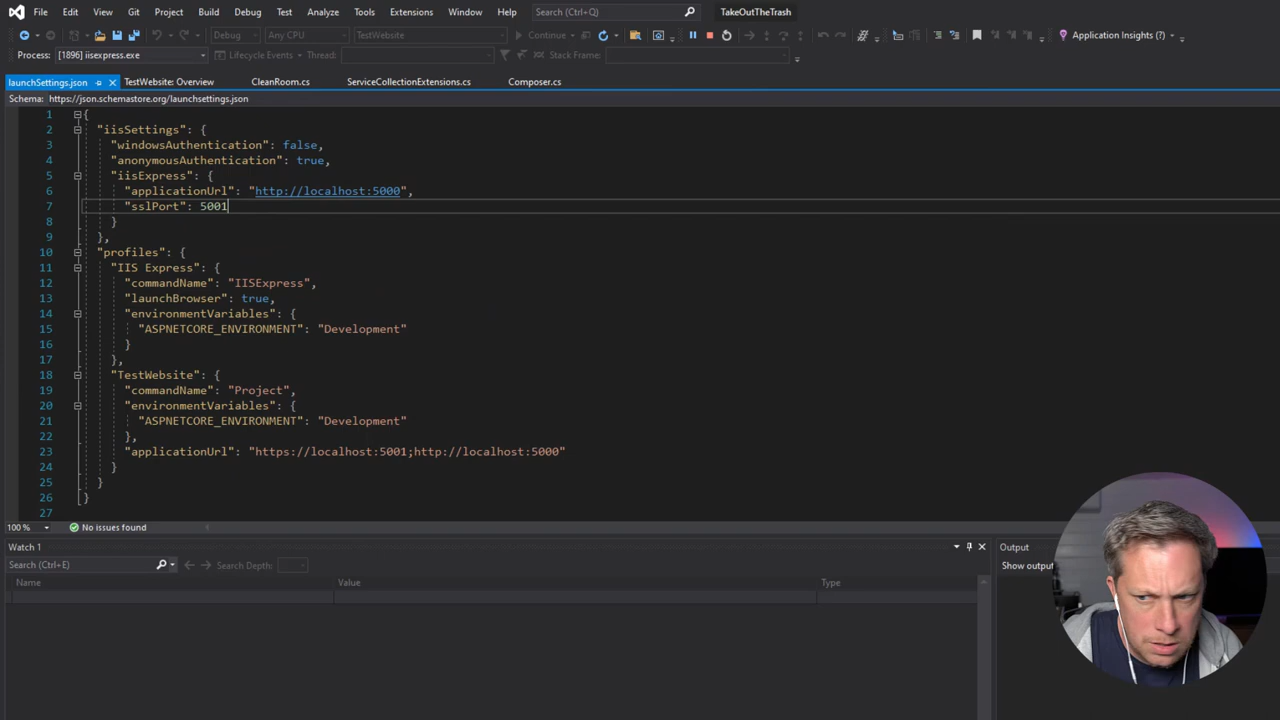 File Edit View Git Project Build Debug Test Analyze Tools Extensions Window Help Search (Ctrl+Q) TakeOutTheTrash
Debug Any CPU TestWebsite Continue Application Insights (?)
Process: [1896] iisexpress.exe Lifecycle Events Thread: Stack Frame:
launchSettings.json TestWebsite: Overview CleanRoom.cs ServiceCollectionExtensions.cs Composer.cs
Schema: https://json.schemastore.org/launchsettings.json
1 {
2 "iisSettings": {
3 "windowsAuthentication": false,
4 "anonymousAuthentication": true,
5 "iisExpress": {
6 "applicationUrl": "http://localhost:5000",
7 "sslPort": 5001
8 }
9 },
10 "profiles": {
11 "IIS Express": {
12 "commandName": "IISExpress",
13 "launchBrowser": true,
14 "environmentVariables": {
15 "ASPNETCORE_ENVIRONMENT": "Development"
16 }
17 },
18 "TestWebsite": {
19 "commandName": "Project",
20 "environmentVariables": {
21 "ASPNETCORE_ENVIRONMENT": "Development"
22 },
23 "applicationUrl": "https://localhost:5001;http://localhost:5000"
24 }
25 }
26 }
27
100 % No issues found
Watch 1 Output
Search (Ctrl+E) Search Depth: Show output
Name Value Type